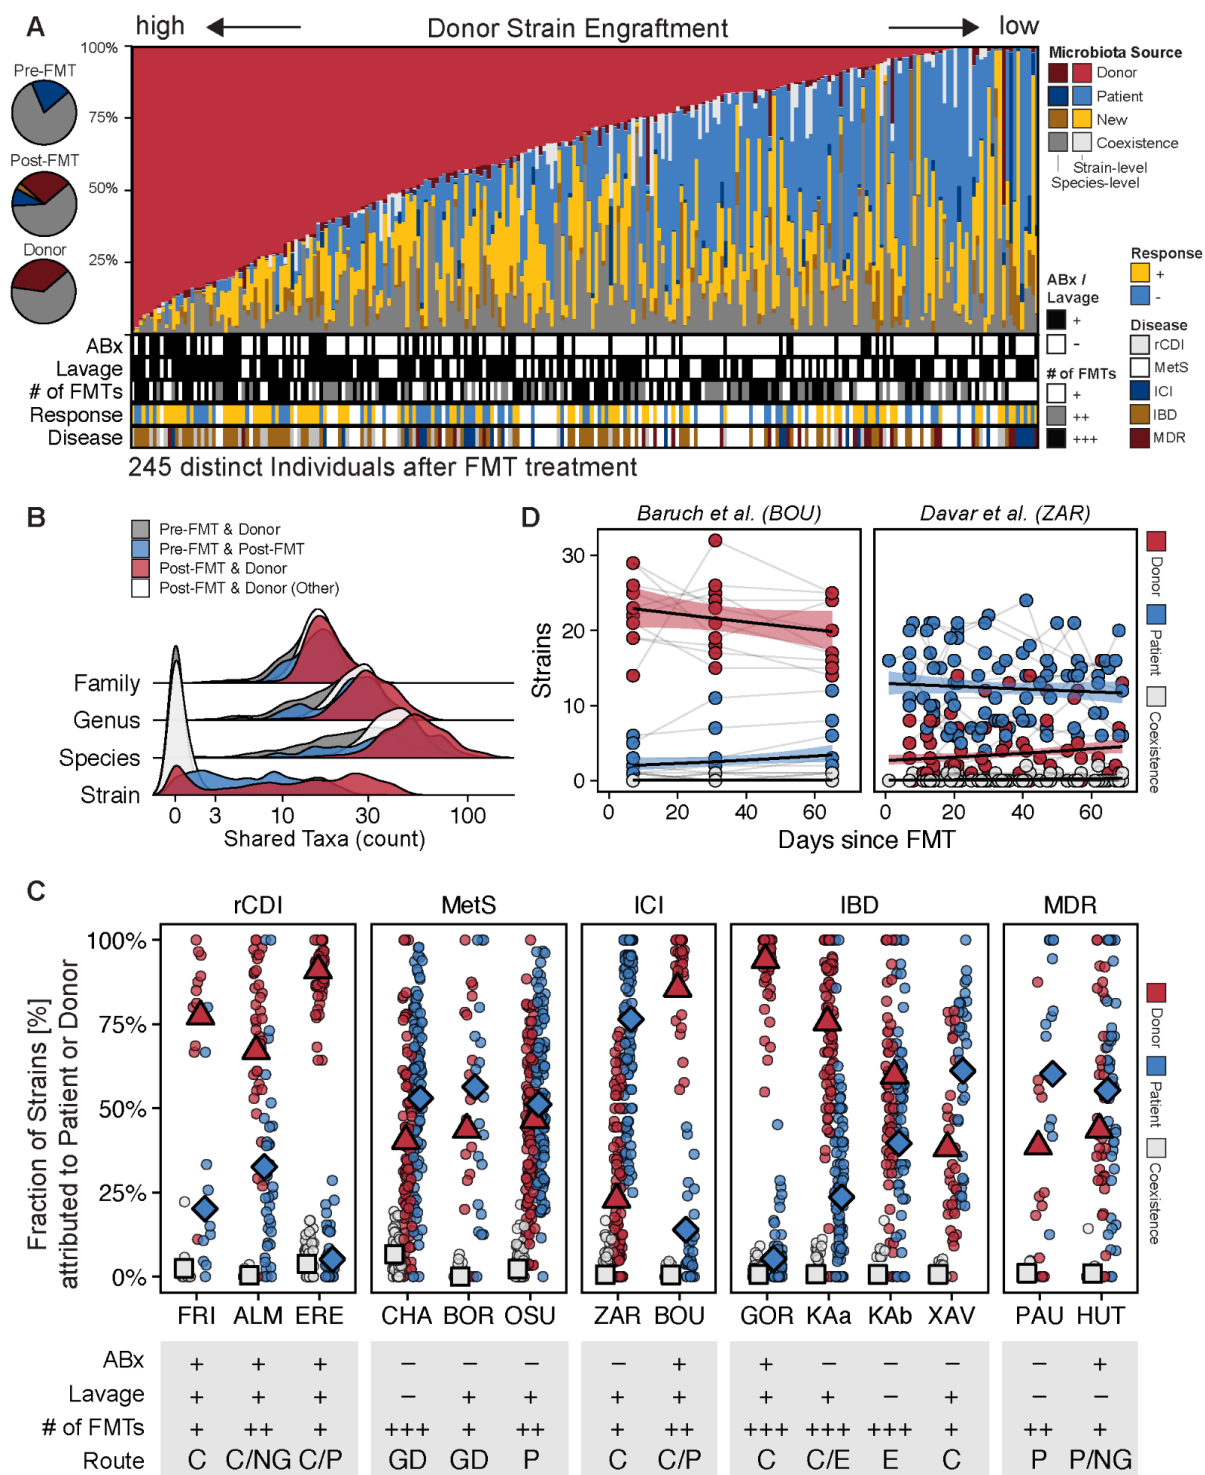 A
high
Donor Strain Engraftment
low
100%
75%
50%
25%
Pre-FMT
Post-FMT
Donor
Microbiota Source
Donor
Patient
New
Coexistence
Strain-level
Species-level
ABx /
Lavage
+
-
# of FMTs
+
++
+++
Response
+
-
Disease
rCDI
MetS
ICI
IBD
MDR
ABx
Lavage
# of FMTs
Response
Disease
245 distinct Individuals after FMT treatment
B
Pre-FMT & Donor
Pre-FMT & Post-FMT
Post-FMT & Donor
Post-FMT & Donor (Other)
Family
Genus
Species
Strain
0 3 10 30 100
Shared Taxa (count)
D
Baruch et al. (BOU) Davar et al. (ZAR)
Strains
30
20
10
0
0 20 40 60 0 20 40 60
Days since FMT
Donor
Patient
Coexistence
C
rCDI MetS ICI IBD MDR
Fraction of Strains [%]
attributed to Patient or Donor
100%
75%
50%
25%
0%
Donor
Patient
Coexistence
FRI ALM ERE CHA BOR OSU ZAR BOU GOR KAa KAb XAV PAU HUT
ABx + + + − − − − + + − − − − +
Lavage + + + − + + + + + + − + − −
# of FMTs + ++ + +++ + ++ + ++ +++ +++ +++ + ++ +
Route C C/NG C/P GD GD P C C/P C C/E E C P P/NG